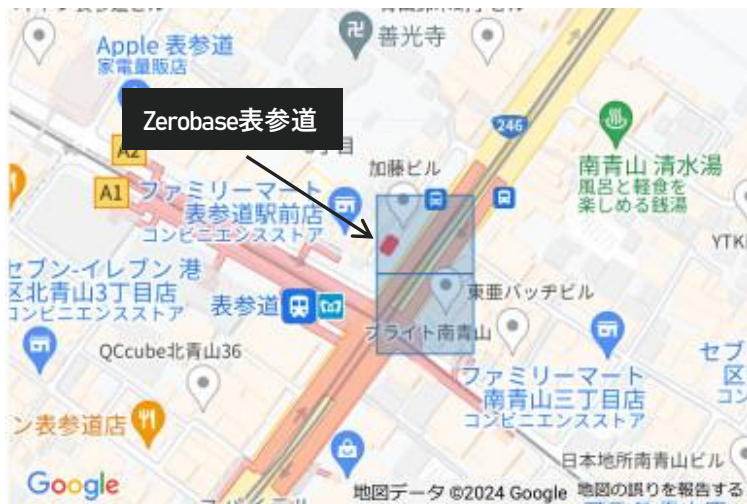 善光寺
Apple 表参道
家電量販店
Zerobase表参道
246
A2
丁目
加藤ビル
南青山 清水湯
風呂と軽食を
楽しめる銭湯
A1
ファミリーマート
表参道駅前店
コンビニエンスストア
YTK
セブン-イレブン 港
区北青山3丁目店
コンビニエンスストア
表参道
東亜バッヂビル
ブライト南青山
QCcube北青山36
セブ
区
コン
ファミリーマート
南青山三丁目店
コンビニエンスストア
ン表参道店
日本地所南青山ビル
Google
地図データ ©2024 Google
地図の誤りを報告する